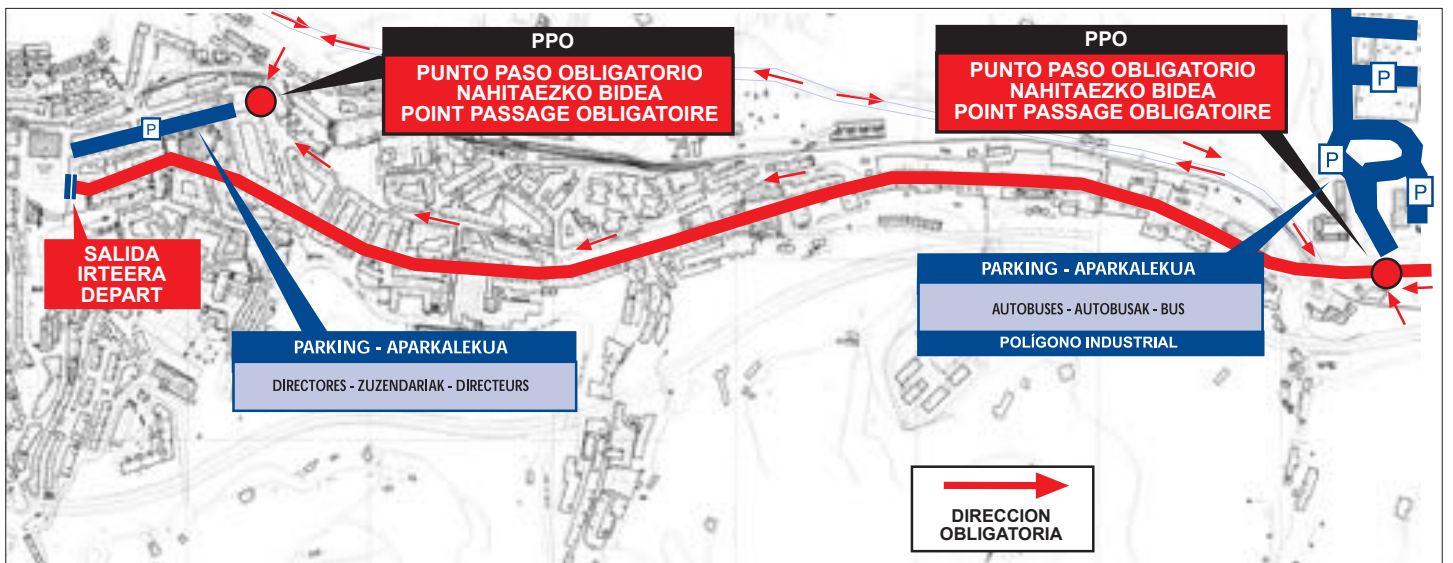 PPO
PUNTO PASO OBLIGATORIO
NAHITAEZKO BIDEA
POINT PASSAGE OBLIGATOIRE
PPO
PUNTO PASO OBLIGATORIO
NAHITAEZKO BIDEA
POINT PASSAGE OBLIGATOIRE
P
P
P
P
SALIDA
IRTEERA
DEPART
PARKING - APARKALEKUA
DIRECTORES - ZUZENDARIAK - DIRECTEURS
PARKING - APARKALEKUA
AUTOBUSES - AUTOBUSAK - BUS
POLÍGONO INDUSTRIAL
DIRECCION
OBLIGATORIA